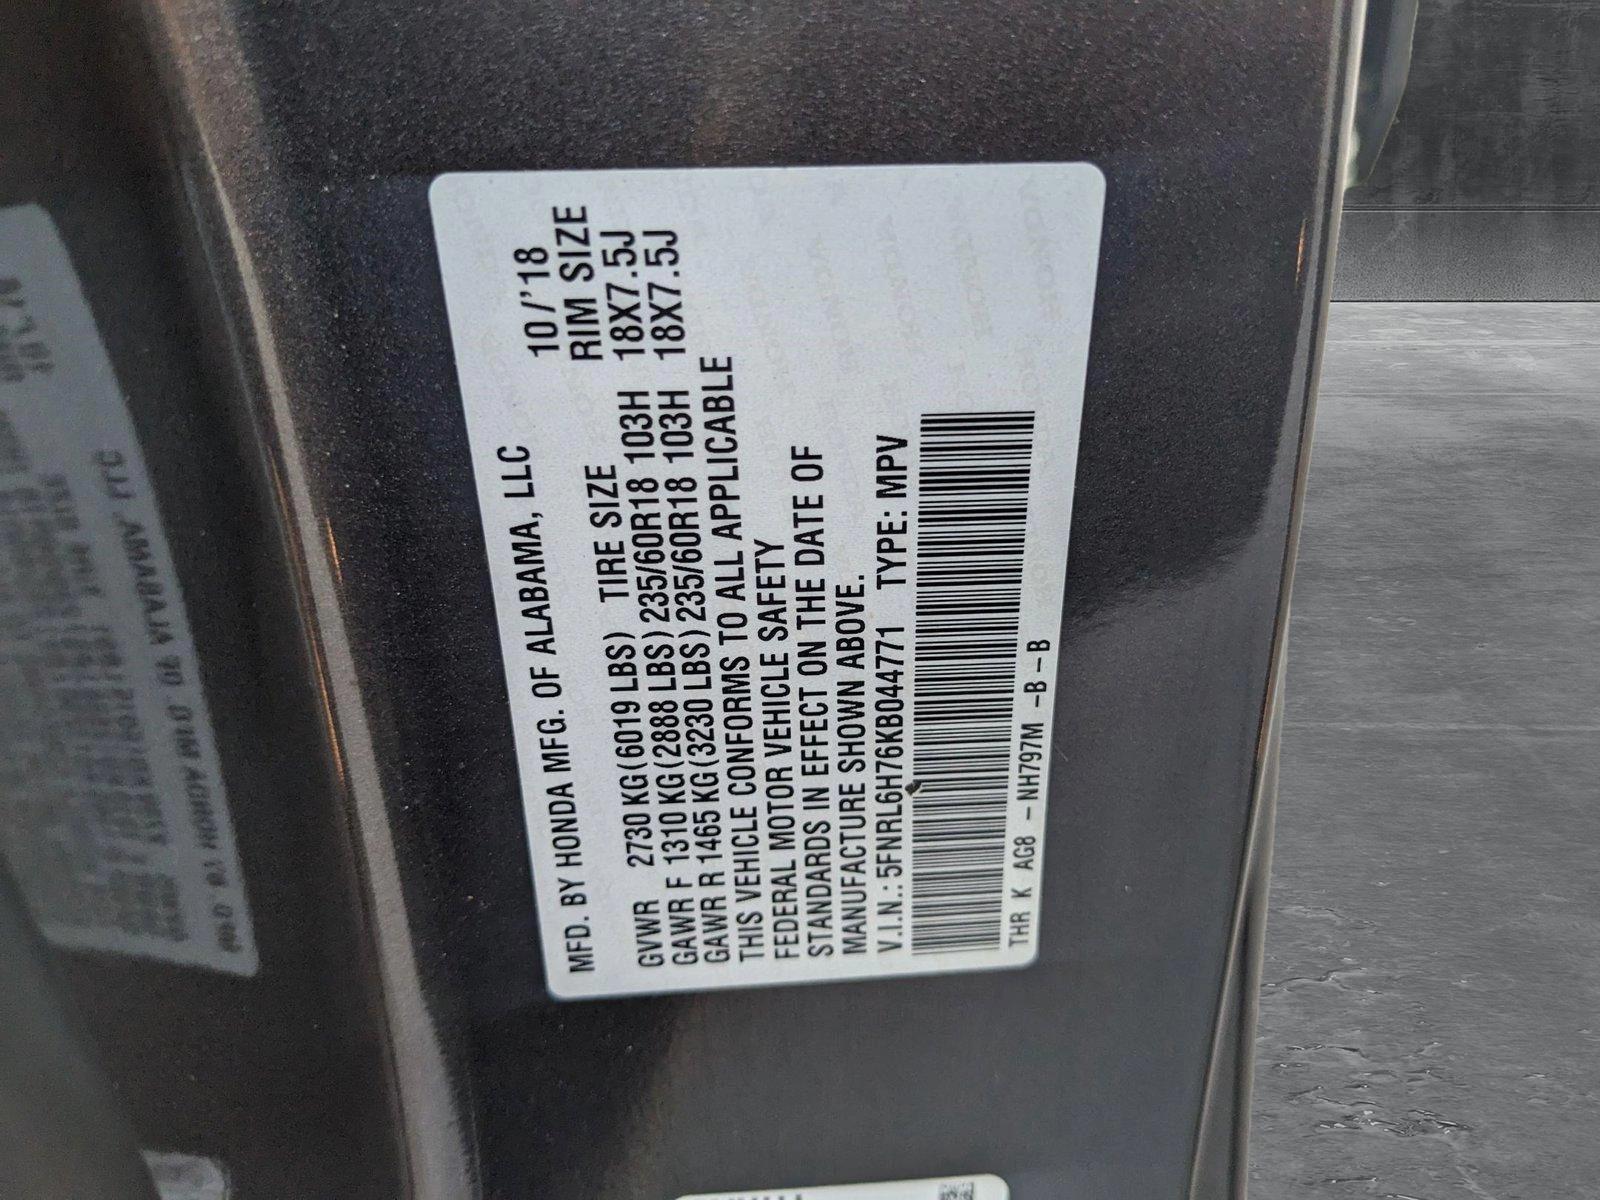 MFD. BY HONDA MFG. OF ALABAMA, LLC 10/'18
GVWR 2730 KG (6019 LBS) TIRE SIZE RIM SIZE
GAWR F 1310 KG (2888 LBS) 235/60R18 103H 18X7.5J
GAWR R 1465 KG (3230 LBS) 235/60R18 103H 18X7.5J
THIS VEHICLE CONFORMS TO ALL APPLICABLE
FEDERAL MOTOR VEHICLE SAFETY
STANDARDS IN EFFECT ON THE DATE OF
MANUFACTURE SHOWN ABOVE.
V.I.N.: 5FNRL6H76KB044771 TYPE: MPV
THR K AG8 - NH797M -B-B